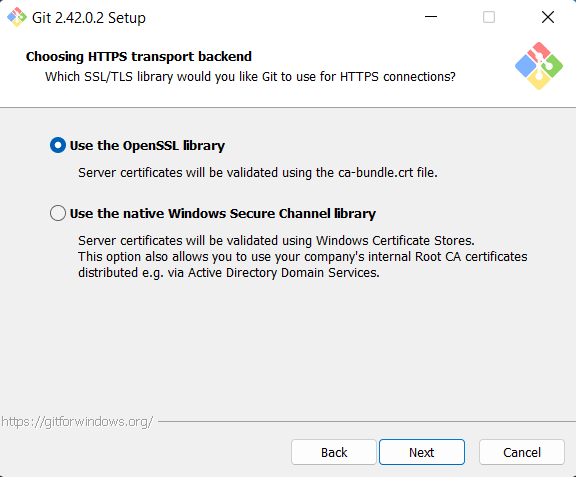 Git 2.42.0.2 Setup
Choosing HTTPS transport backend
Which SSL/TLS library would you like Git to use for HTTPS connections?
Use the OpenSSL library
Server certificates will be validated using the ca-bundle.crt file.
Use the native Windows Secure Channel library
Server certificates will be validated using Windows Certificate Stores.
This option also allows you to use your company's internal Root CA certificates
distributed e.g. via Active Directory Domain Services.
https://gitforwindows.org/
Back Next Cancel